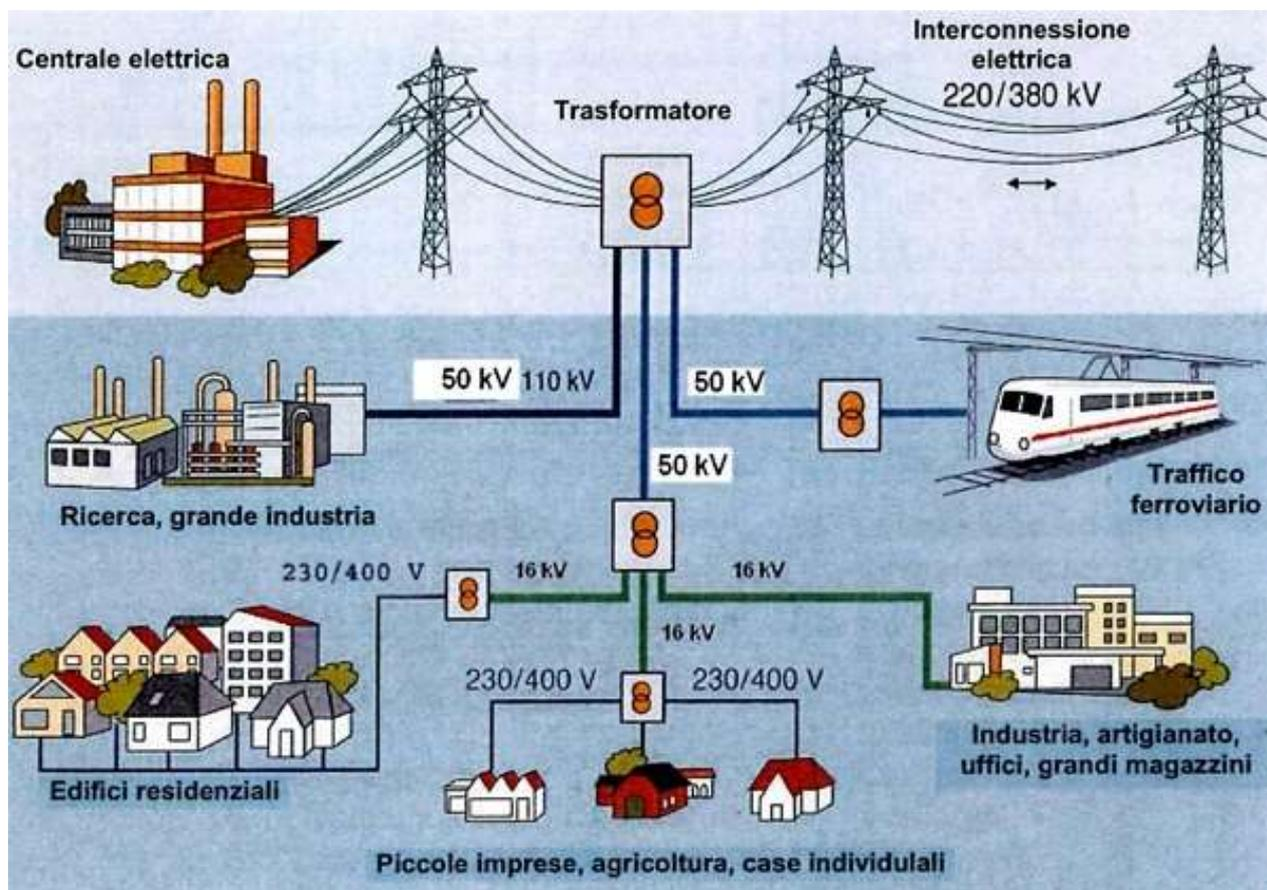 Centrale elettrica
Trasformatore
Interconnessione
elettrica
220/380 kV
50 kV 110 kV
50 kV
50 kV
Ricerca, grande industria
Traffico
ferroviario
230/400 V
16 kV
16 kV
16 kV
230/400 V
230/400 V
Edifici residenziali
Industria, artigianato,
uffici, grandi magazzini
Piccole imprese, agricoltura, case individulali